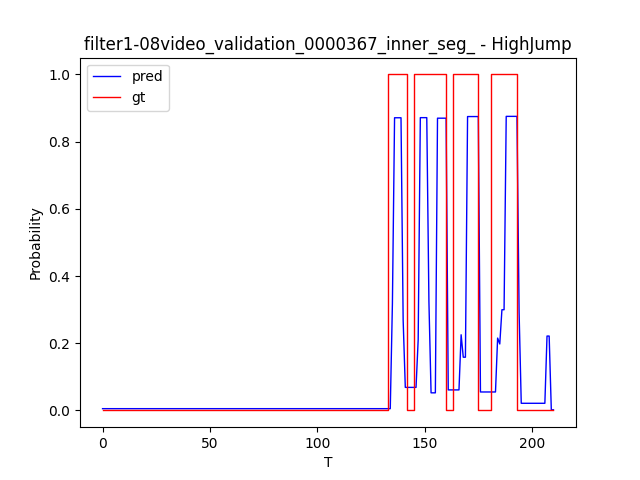 filter1-08video_validation_0000367_inner_seg_ - HighJump
pred
gt
1.0
0.8
0.6
0.4
0.2
0.0
Probability
0
50
100
150
200
T